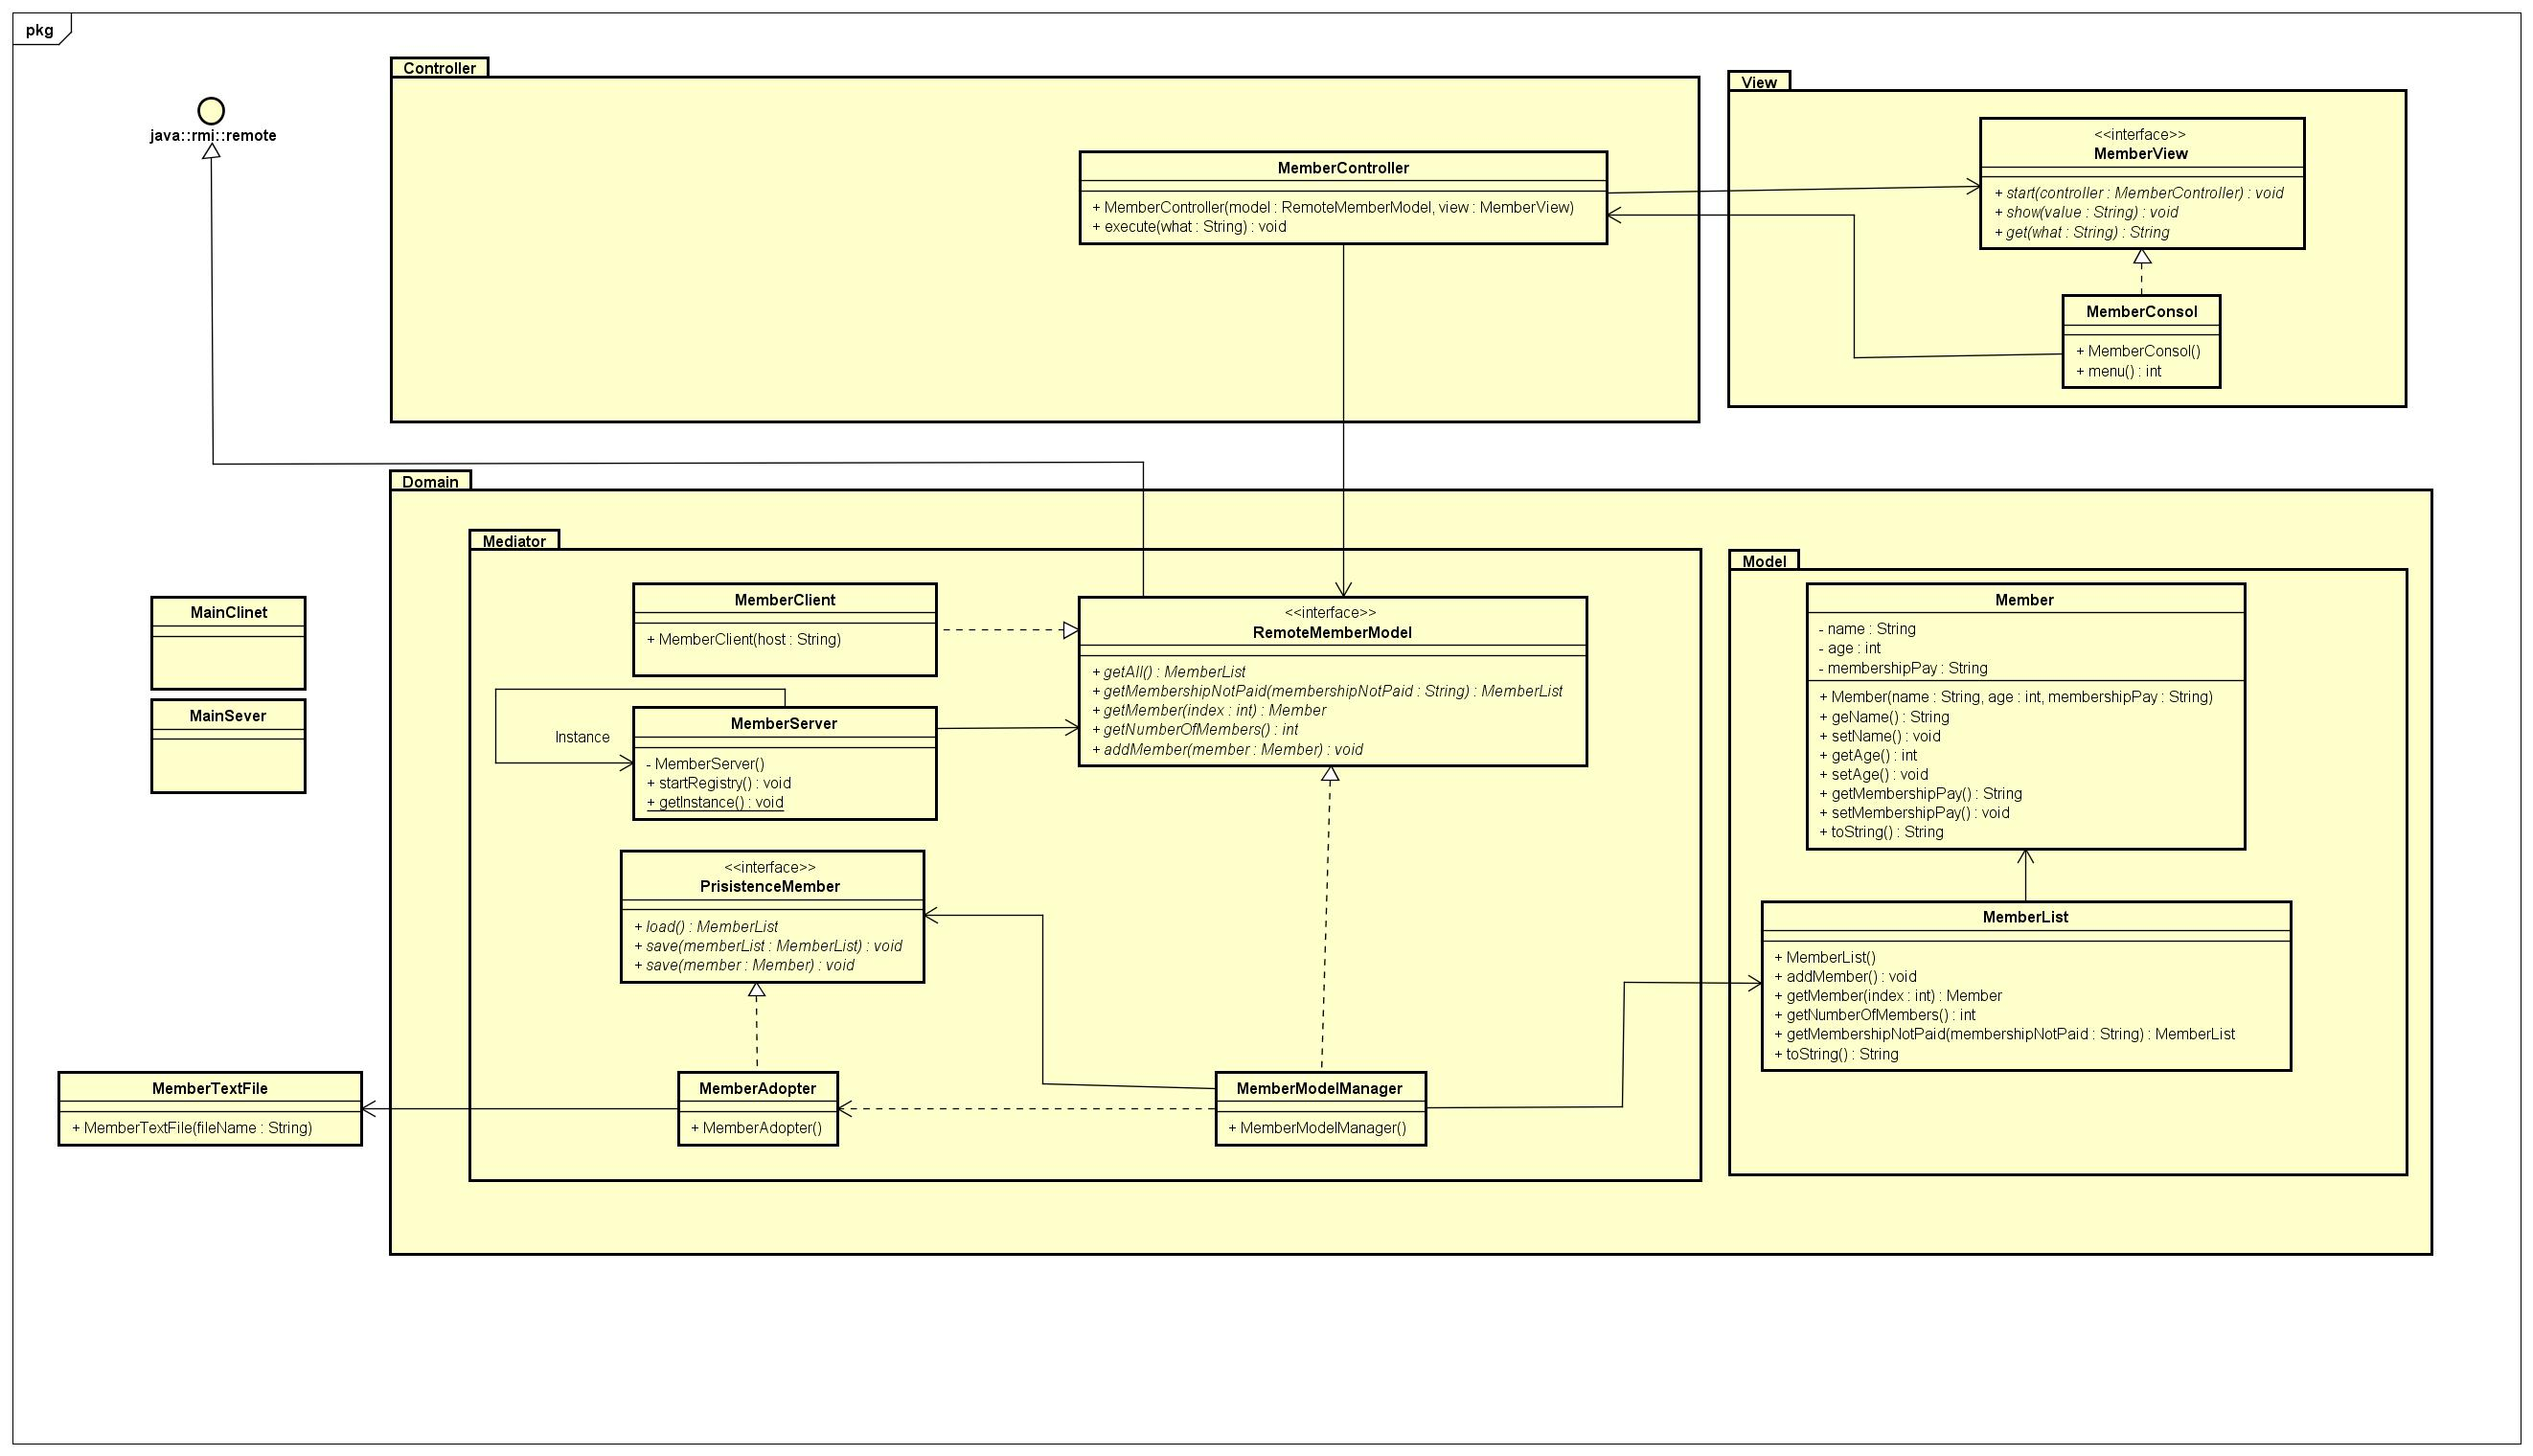 pkg
Controller
View
java::rmi::remote
MemberController
+ MemberController(model : RemoteMemberModel, view : MemberView)
+ execute(what : String) : void
<<interface>>
MemberView
+ start(controller : MemberController) : void
+ show(value : String) : void
+ get(what : String) : String
MemberConsol
+ MemberConsol()
+ menu() : int
Domain
Mediator
Model
MainClinet
MainSever
MemberClient
+ MemberClient(host : String)
<<interface>>
RemoteMemberModel
+ getAll() : MemberList
+ getMembershipNotPaid(membershipNotPaid : String) : MemberList
+ getMember(index : int) : Member
+ getNumberOfMembers() : int
+ addMember(member : Member) : void
Member
- name : String
- age : int
- membershipPay : String
+ Member(name : String, age : int, membershipPay : String)
+ geName() : String
+ setName() : void
+ getAge() : int
+ setAge() : void
+ getMembershipPay() : String
+ setMembershipPay() : void
+ toString() : String
Instance
MemberServer
- MemberServer()
+ startRegistry() : void
+ getInstance() : void
<<interface>>
PrisistenceMember
+ load() : MemberList
+ save(memberList : MemberList) : void
+ save(member : Member) : void
MemberList
+ MemberList()
+ addMember() : void
+ getMember(index : int) : Member
+ getNumberOfMembers() : int
+ getMembershipNotPaid(membershipNotPaid : String) : MemberList
+ toString() : String
MemberTextFile
+ MemberTextFile(fileName : String)
MemberAdopter
+ MemberAdopter()
MemberModelManager
+ MemberModelManager()